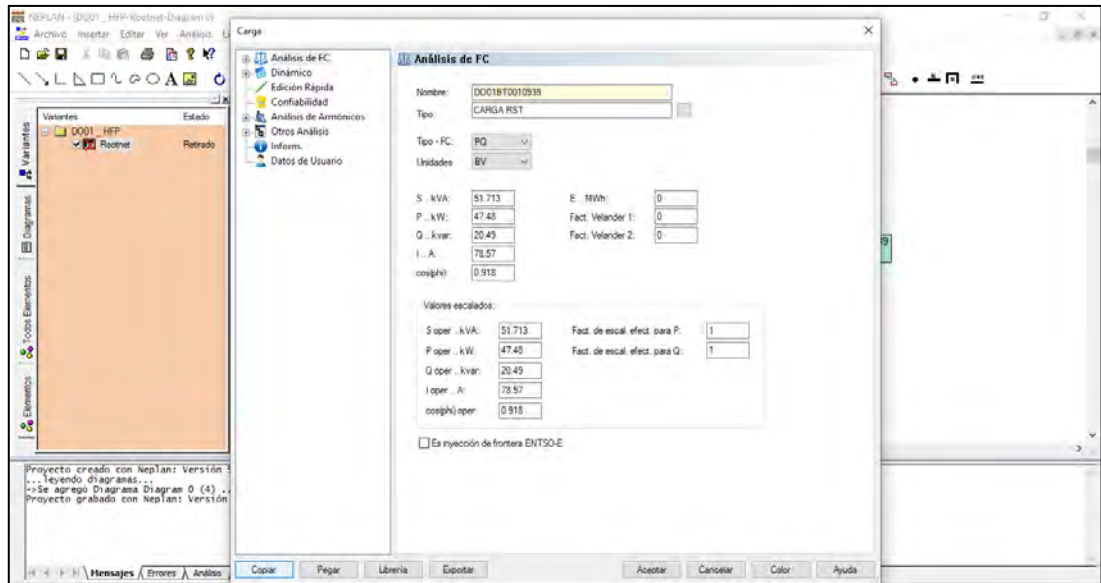 NEPLAN - [DO01_HFP-Rootnet-Diagram 0]
Archivo Insertar Editar Ver Análisis
Variantes Estado
DO01_HFP
Rootnet Retirado
Variantes
Diagramas
Todos Elementos
Elementos
Carga
Análisis de FC
Dinámico
Edición Rápida
Confiabilidad
Análisis de Armónicos
Otros Análisis
Inform.
Datos de Usuario
Análisis de FC
Nombre: DO01BT0010939
Tipo: CARGA RST
Tipo - FC: PQ
Unidades BV
S .. kVA: 51.713 E .. MWh: 0
P .. kW: 47.48 Fact. Velander 1: 0
Q .. kvar: 20.49 Fact. Velander 2: 0
I .. A: 78.57
cos(phi): 0.918
Valores escalados:
S oper .. kVA: 51.713 Fact. de escal. efect. para P: 1
P oper .. kW: 47.48 Fact. de escal. efect. para Q: 1
Q oper .. kvar: 20.49
I oper .. A: 78.57
cos(phi) oper: 0.918
Es inyección de frontera ENTSO-E
Proyecto creado con Neplan: Versión
...leyendo diagramas...
->Se agregó Diagrama Diagram 0 (4) ..
Proyecto grabado con Neplan: Versión
Mensajes Errores Análisis
Copiar Pegar Librería Exportar Aceptar Cancelar Color Ayuda